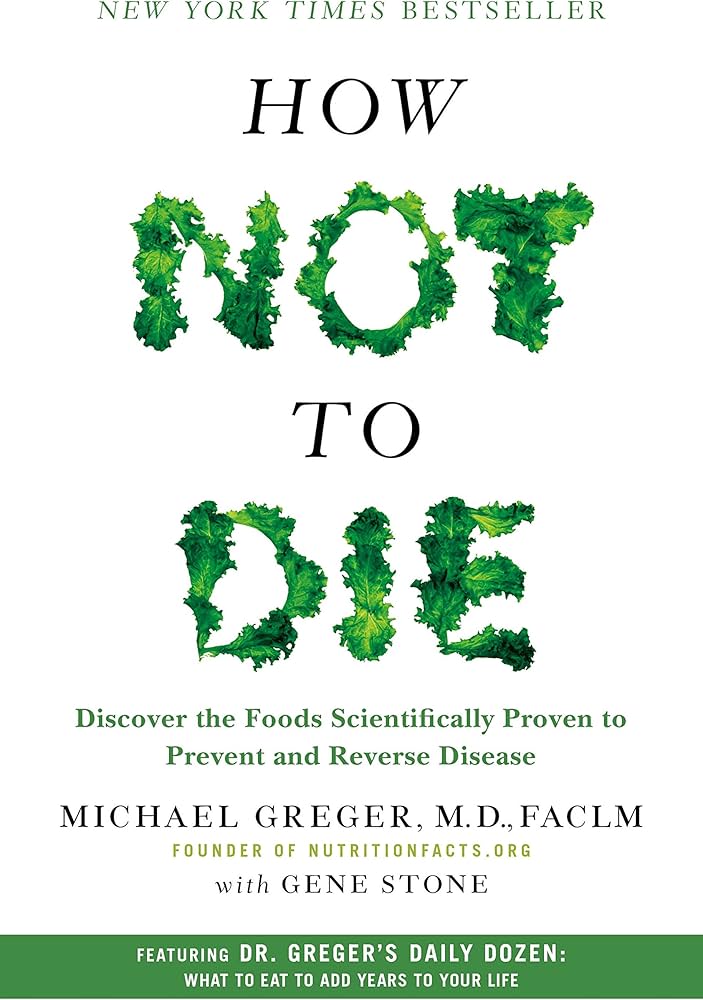 NEW YORK TIMES BESTSELLER
HOW
NOT
TO
DIE
Discover the Foods Scientifically Proven to
Prevent and Reverse Disease
MICHAEL GREGER, M.D., FACLM
FOUNDER OF NUTRITIONFACTS.ORG
with GENE STONE
FEATURING DR. GREGER'S DAILY DOZEN:
WHAT TO EAT TO ADD YEARS TO YOUR LIFE